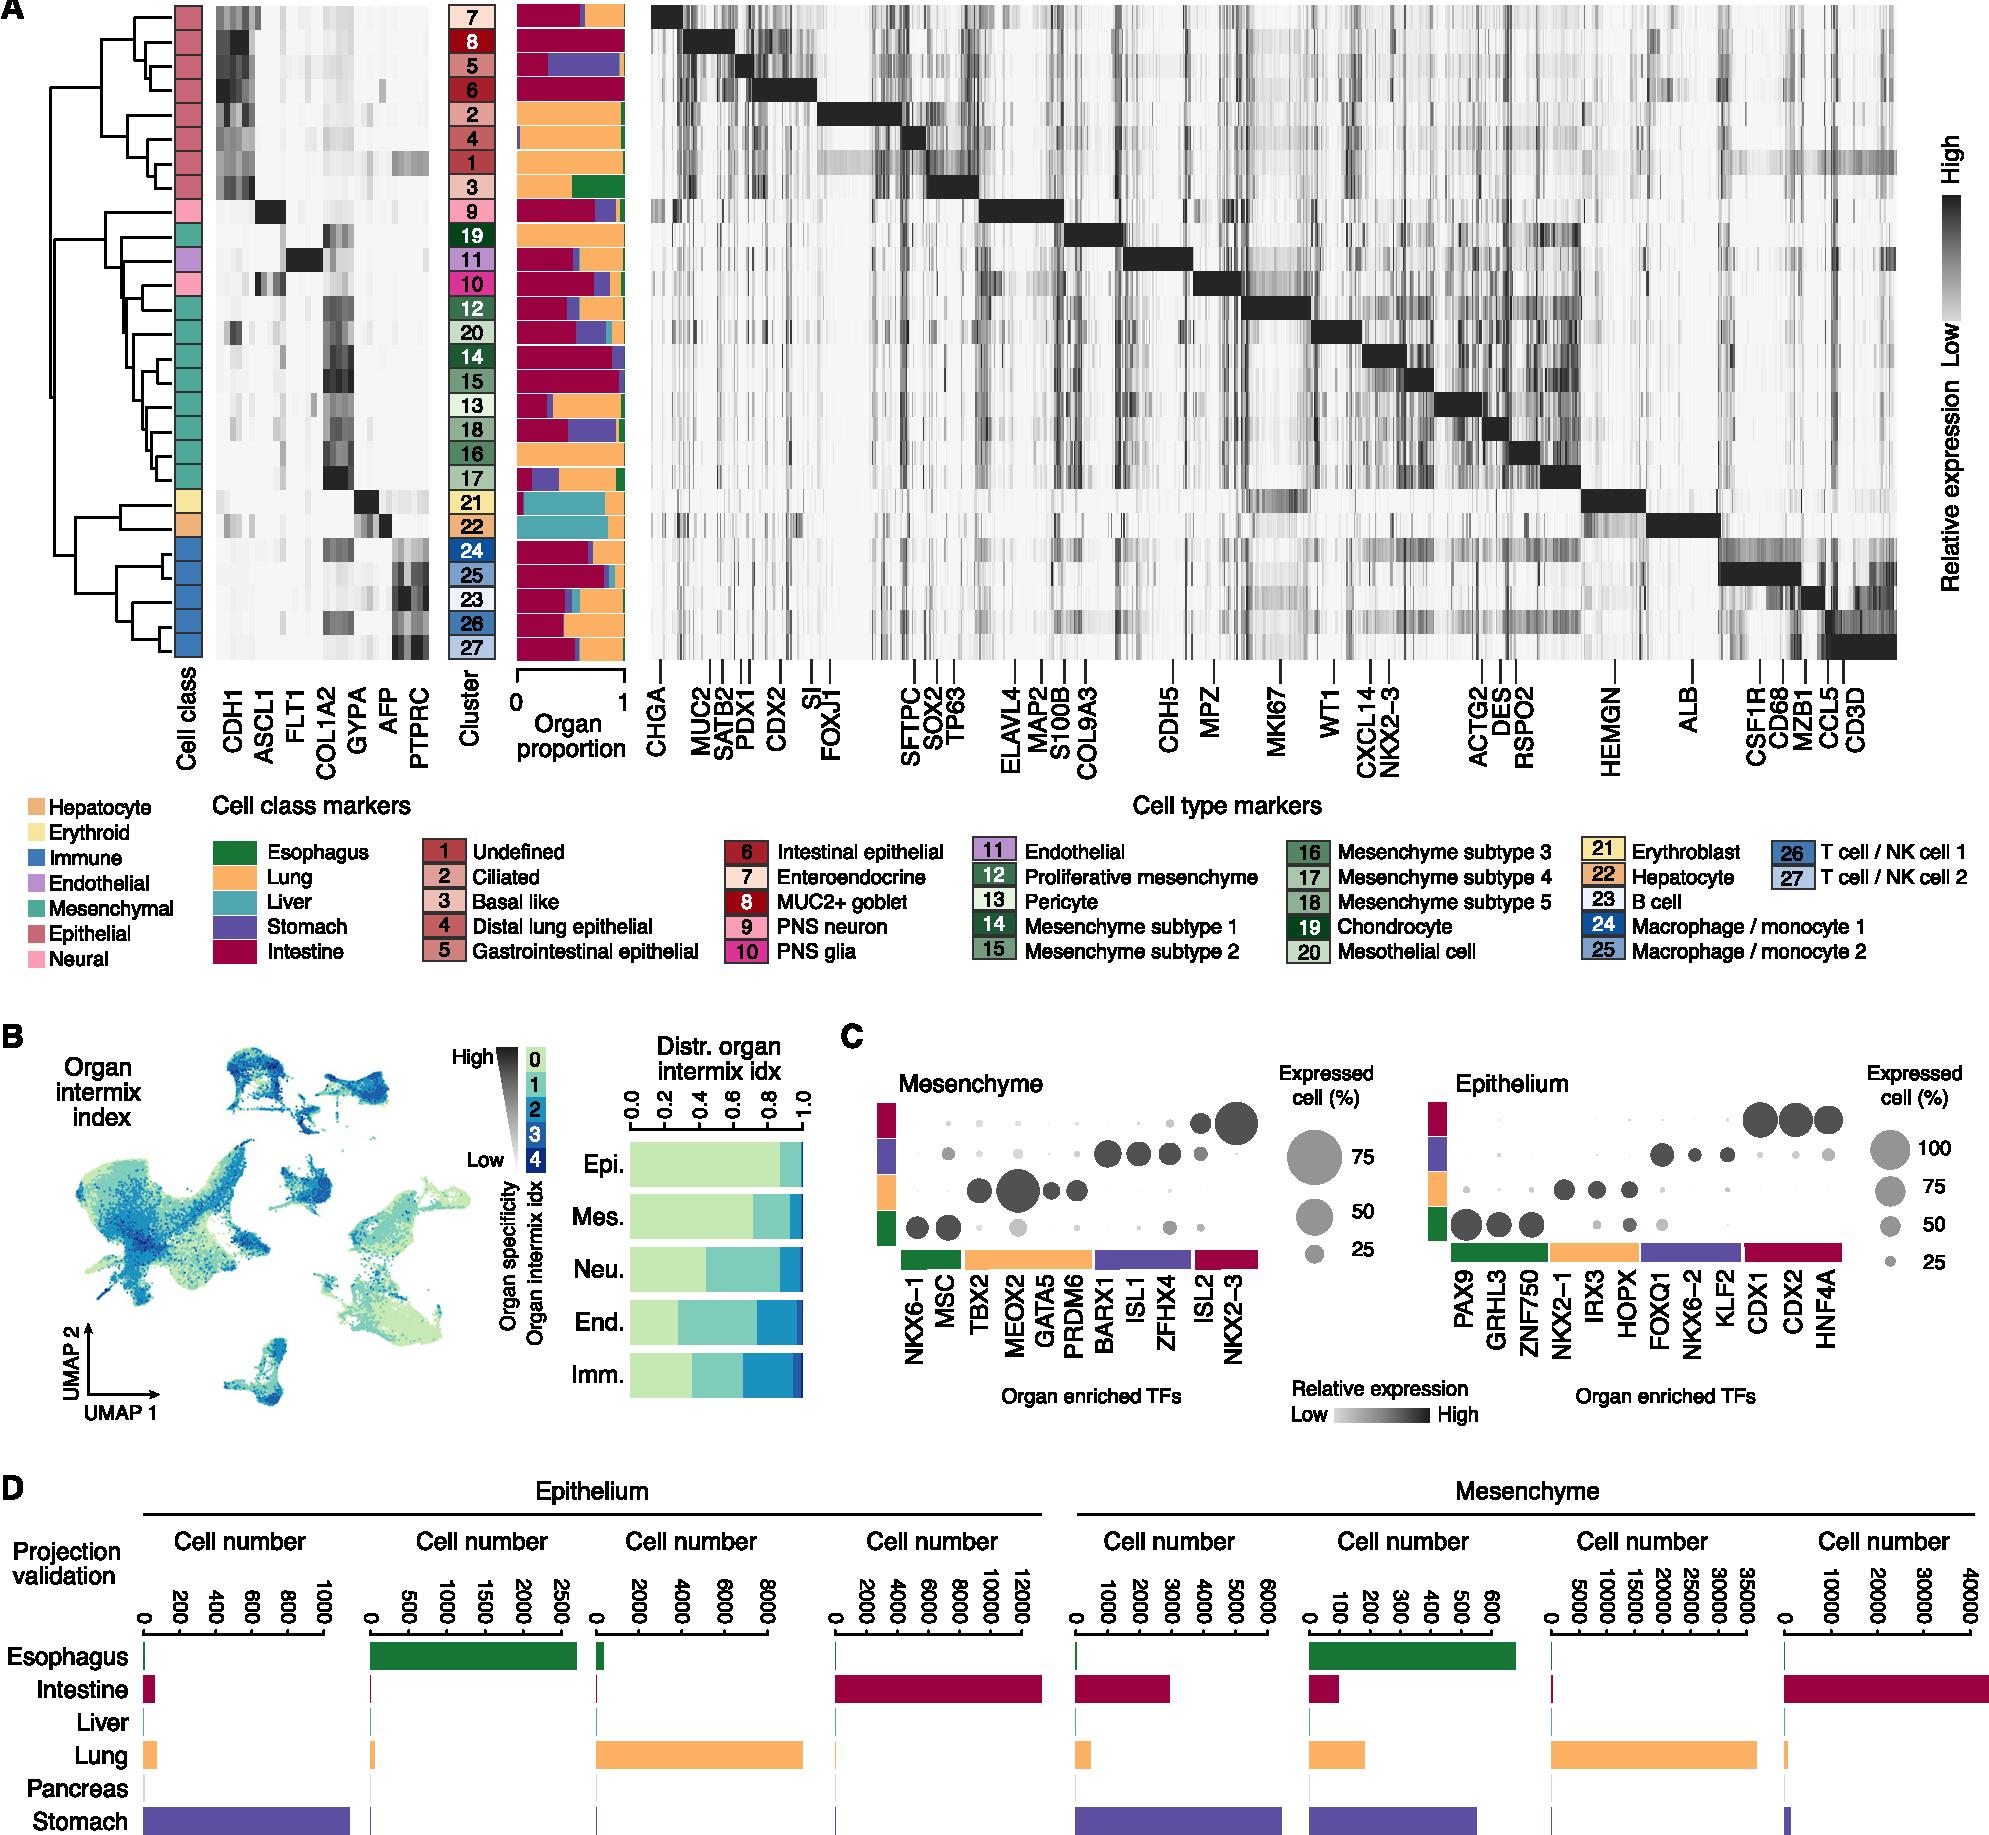 A
7
8
5
6
2
4
1
3
9
19
11
10
12
20
14
15
13
18
16
17
21
22
24
25
23
26
27
Relative expression Low High
Cell class
CDH1
ASCL1
FLT1
COL1A2
GYPA
AFP
PTPRC
Cluster
0 1
Organ
proportion
CHGA
MUC2
SATB2
PDX1
CDX2
SI
FOXJ1
SFTPC
SOX2
TP63
ELAVL4
MAP2
S100B
COL9A3
CDH5
MPZ
MKI67
WT1
CXCL14
NKX2-3
ACTG2
DES
RSPO2
HEMGN
ALB
CSF1R
CD68
MZB1
CCL5
CD3D
Cell class markers
Cell type markers
Hepatocyte
Erythroid
Immune
Endothelial
Mesenchymal
Epithelial
Neural
Esophagus
Lung
Liver
Stomach
Intestine
1 Undefined
2 Ciliated
3 Basal like
4 Distal lung epithelial
5 Gastrointestinal epithelial
6 Intestinal epithelial
7 Enteroendocrine
8 MUC2+ goblet
9 PNS neuron
10 PNS glia
11 Endothelial
12 Proliferative mesenchyme
13 Pericyte
14 Mesenchyme subtype 1
15 Mesenchyme subtype 2
16 Mesenchyme subtype 3
17 Mesenchyme subtype 4
18 Mesenchyme subtype 5
19 Chondrocyte
20 Mesothelial cell
21 Erythroblast
22 Hepatocyte
23 B cell
24 Macrophage / monocyte 1
25 Macrophage / monocyte 2
26 T cell / NK cell 1
27 T cell / NK cell 2
B
Organ
intermix
index
UMAP 2
UMAP 1
High
Low
0
1
2
3
4
Organ specificity
Organ intermix idx
Distr. organ
intermix idx
0.0 0.2 0.4 0.6 0.8 1.0
Epi.
Mes.
Neu.
End.
Imm.
C
Mesenchyme
Expressed
cell (%)
75
50
25
NKX6-1
MSC
TBX2
MEOX2
GATA5
PRDM6
BARX1
ISL1
ZFHX4
ISL2
NKX2-3
Organ enriched TFs
Relative expression
Low High
Epithelium
Expressed
cell (%)
100
75
50
25
PAX9
GRHL3
ZNF750
NKX2-1
IRX3
HOPX
FOXQ1
NKX6-2
KLF2
CDX1
CDX2
HNF4A
Organ enriched TFs
D
Epithelium
Mesenchyme
Projection
validation
Cell number
0 200 400 600 800 1000
Cell number
0 500 1000 1500 2000 2500
Cell number
0 2000 4000 6000 8000
Cell number
0 2000 4000 6000 8000 10000 12000
Cell number
0 1000 2000 3000 4000 5000 6000
Cell number
0 100 200 300 400 500 600
Cell number
0 5000 10000 15000 20000 25000 30000 35000
Cell number
0 10000 20000 30000 40000
Esophagus
Intestine
Liver
Lung
Pancreas
Stomach